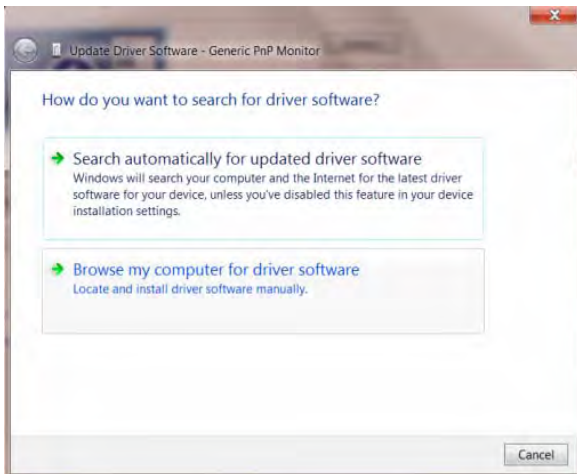 Update Driver Software - Generic PnP Monitor
How do you want to search for driver software?
Search automatically for updated driver software
Windows will search your computer and the Internet for the latest driver
software for your device, unless you've disabled this feature in your device
installation settings.
Browse my computer for driver software
Locate and install driver software manually.
Cancel